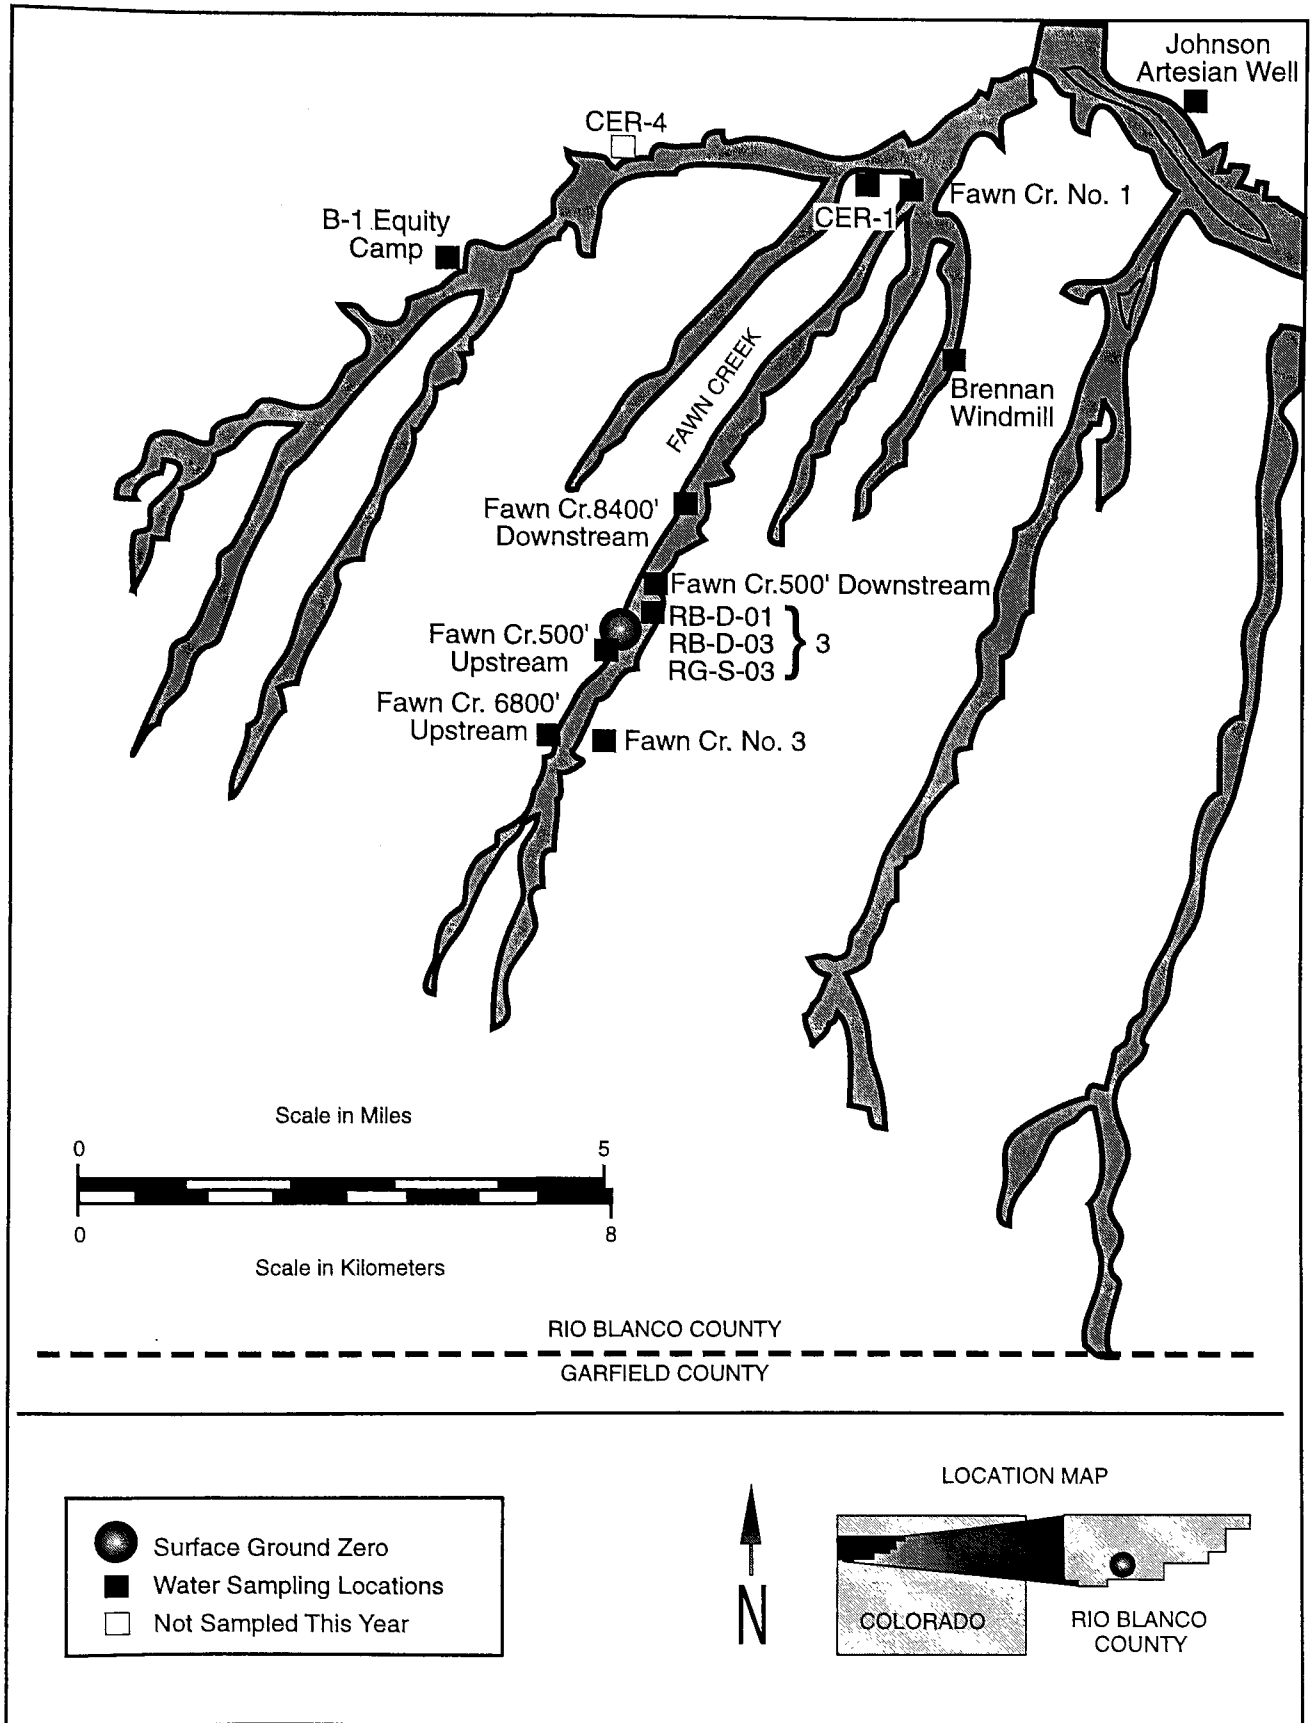 Johnson
Artesian Well
CER-4
Fawn Cr. No. 1
CER-1
B-1 Equity
Camp
FAWN CREEK
Brennan
Windmill
Fawn Cr.8400'
Downstream
Fawn Cr.500' Downstream
RB-D-01
RB-D-03 } 3
RG-S-03
Fawn Cr.500'
Upstream
Fawn Cr. 6800'
Upstream
Fawn Cr. No. 3
Scale in Miles
0 5
0 8
Scale in Kilometers
RIO BLANCO COUNTY
GARFIELD COUNTY
LOCATION MAP
Surface Ground Zero
Water Sampling Locations
Not Sampled This Year
N
COLORADO
RIO BLANCO
COUNTY